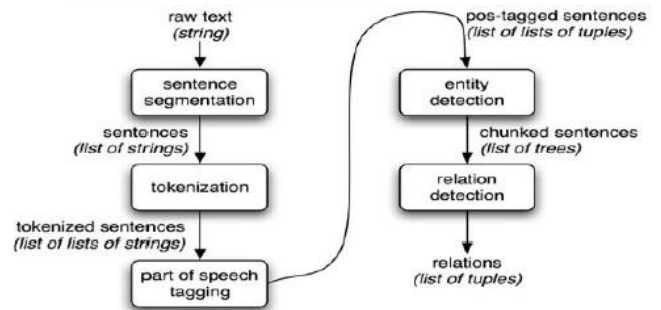 raw text
(string)
sentence
segmentation
sentences
(list of strings)
tokenization
tokenized sentences
(list of lists of strings)
part of speech
tagging
pos-tagged sentences
(list of lists of tuples)
entity
detection
chunked sentences
(list of trees)
relation
detection
relations
(list of tuples)